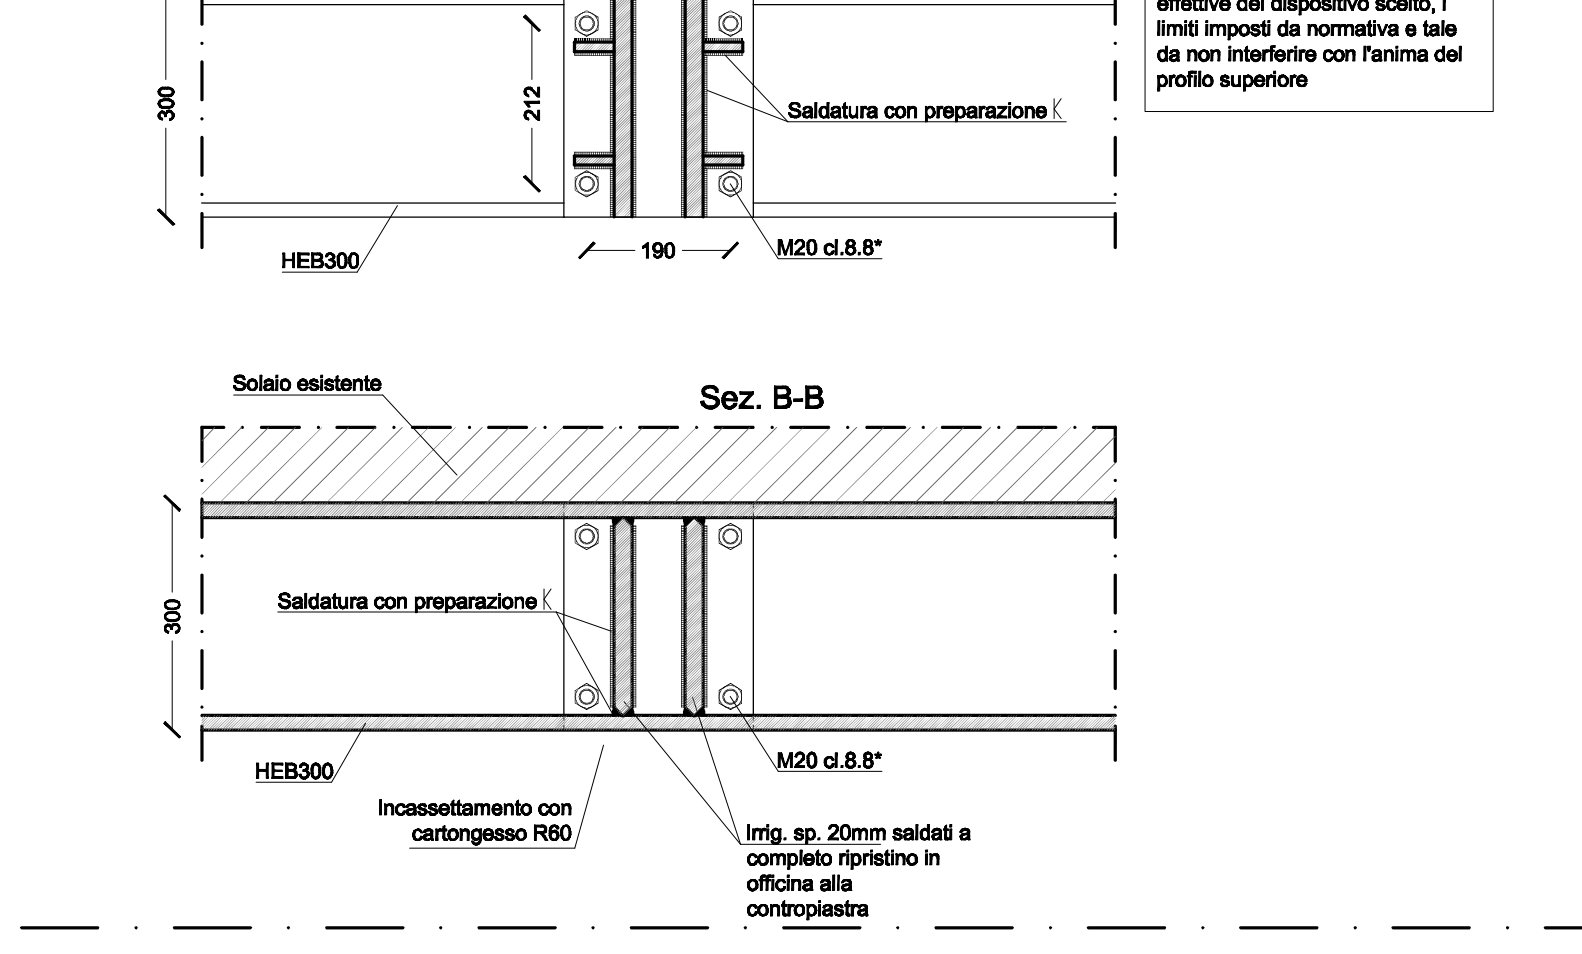 effettive del dispositivo scelto, i
limiti imposti da normativa e tale
da non interferire con l'anima del
profilo superiore
300
212
Saldatura con preparazione K
190
M20 cl.8.8*
HEB300
Solaio esistente
Sez. B-B
Saldatura con preparazione K
300
HEB300
M20 cl.8.8*
Incassettamento con
cartongesso R60
Irrig. sp. 20mm saldati a
completo ripristino in
officina alla
contropiastra